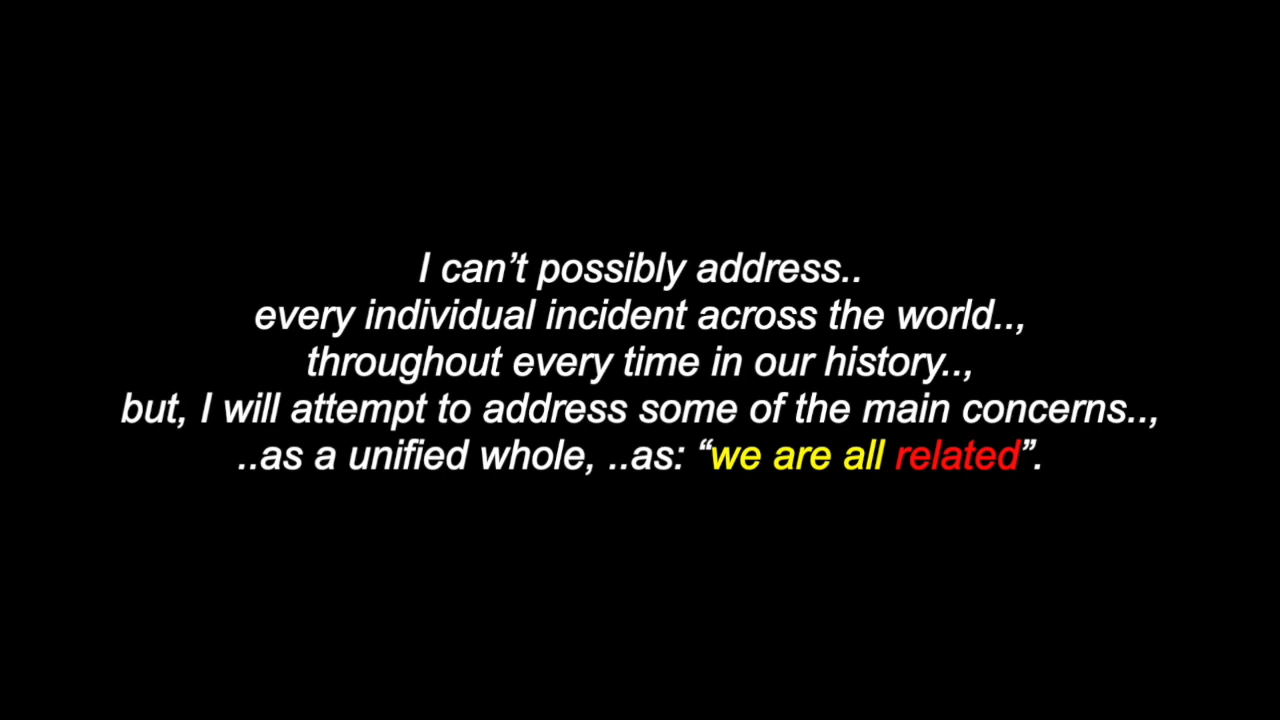 I can’t possibly address..
every individual incident across the world..,
throughout every time in our history..,
but, I will attempt to address some of the main concerns..,
..as a unified whole, ..as: “we are all related”.